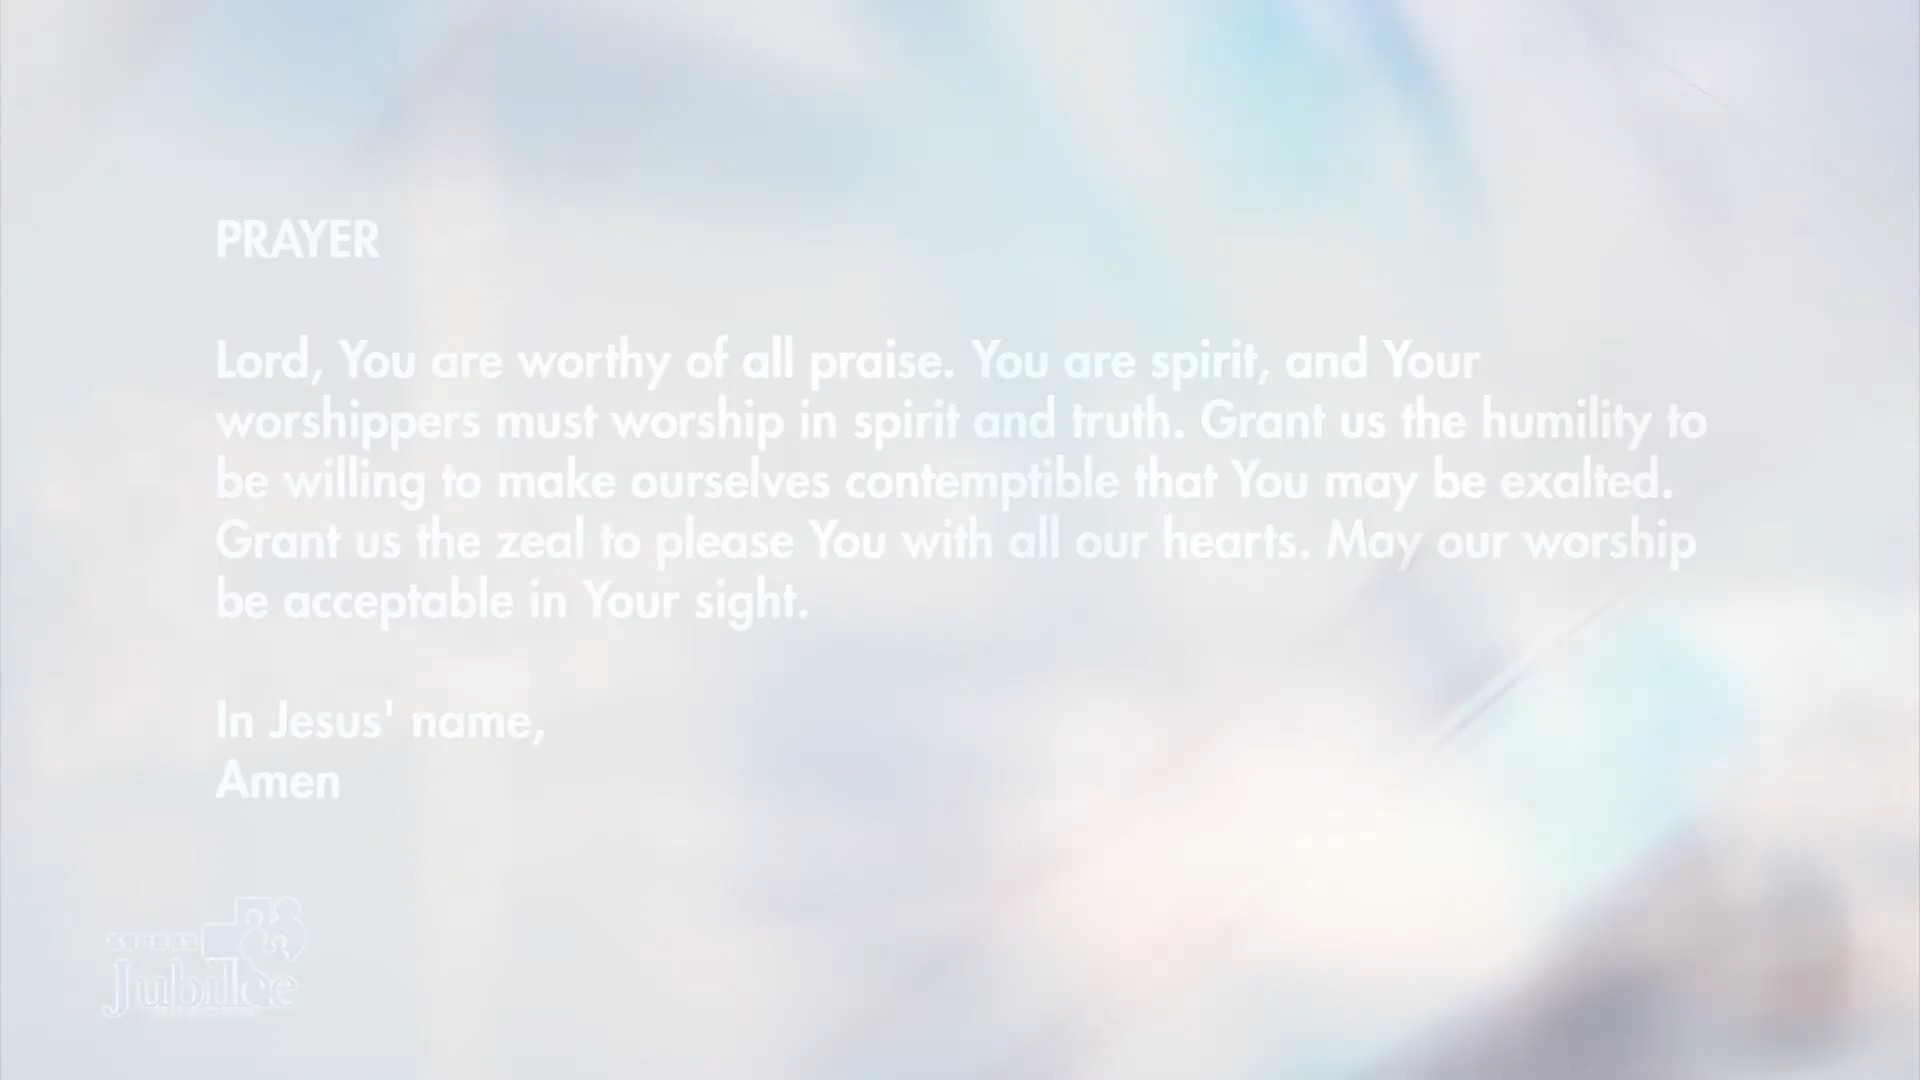 PRAYER
Lord, You are worthy of all praise. You are spirit, and Your
worshippers must worship in spirit and truth. Grant us the humility to
be willing to make ourselves contemptible that You may be exalted.
Grant us the zeal to please You with all our hearts. May our worship
be acceptable in Your sight.
In Jesus' name,
Amen
Jubilee